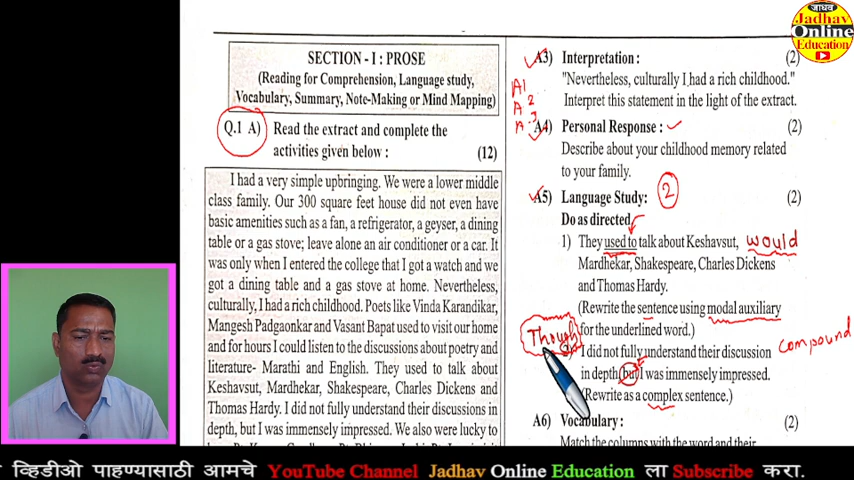 जाधव
Jadhav
Online
Education
SECTION - I : PROSE
(Reading for Comprehension, Language study,
Vocabulary, Summary, Note-Making or Mind Mapping)
Q.1 A) Read the extract and complete the
activities given below : (12)
I had a very simple upbringing. We were a lower middle
class family. Our 300 square feet house did not even have
basic amenities such as a fan, a refrigerator, a geyser, a dining
table or a gas stove; leave alone an air conditioner or a car. It
was only when I entered the college that I got a watch and we
got a dining table and a gas stove at home. Nevertheless,
culturally, I had a rich childhood. Poets like Vinda Karandikar,
Mangesh Padgaonkar and Vasant Bapat used to visit our home
and for hours I could listen to the discussions about poetry and
literature- Marathi and English. They used to talk about
Keshavsut, Mardhekar, Shakespeare, Charles Dickens and
Thomas Hardy. I did not fully understand their discussions in
depth, but I was immensely impressed. We also were lucky to
A3) Interpretation : (2)
"Nevertheless, culturally I had a rich childhood."
Interpret this statement in the light of the extract.
A1
A2
A3
A4) Personal Response : (2)
Describe about your childhood memory related
to your family.
A5) Language Study: 2 (2)
Do as directed
1) They used to talk about Keshavsut, would
Mardhekar, Shakespeare, Charles Dickens
and Thomas Hardy.
(Rewrite the sentence using modal auxiliary
for the underlined word.)
Though
I did not fully understand their discussion compound
in depth but I was immensely impressed.
(Rewrite as a complex sentence.)
A6) Vocabulary: (2)
Match the columns with the word and their
व्हिडीओ पाहण्यासाठी आमचे YouTube Channel Jadhav Online Education ला Subscribe करा.